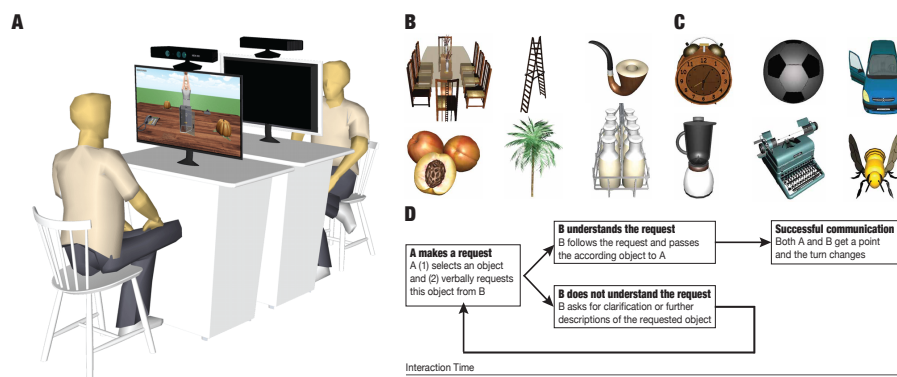 A
B
C
D
A makes a request
A (1) selects an object
and (2) verbally requests
this object from B
B understands the request
B follows the request and passes
the according object to A
Successful communication
Both A and B get a point
and the turn changes
B does not understand the request
B asks for clarification or further
descriptions of the requested object
Interaction Time